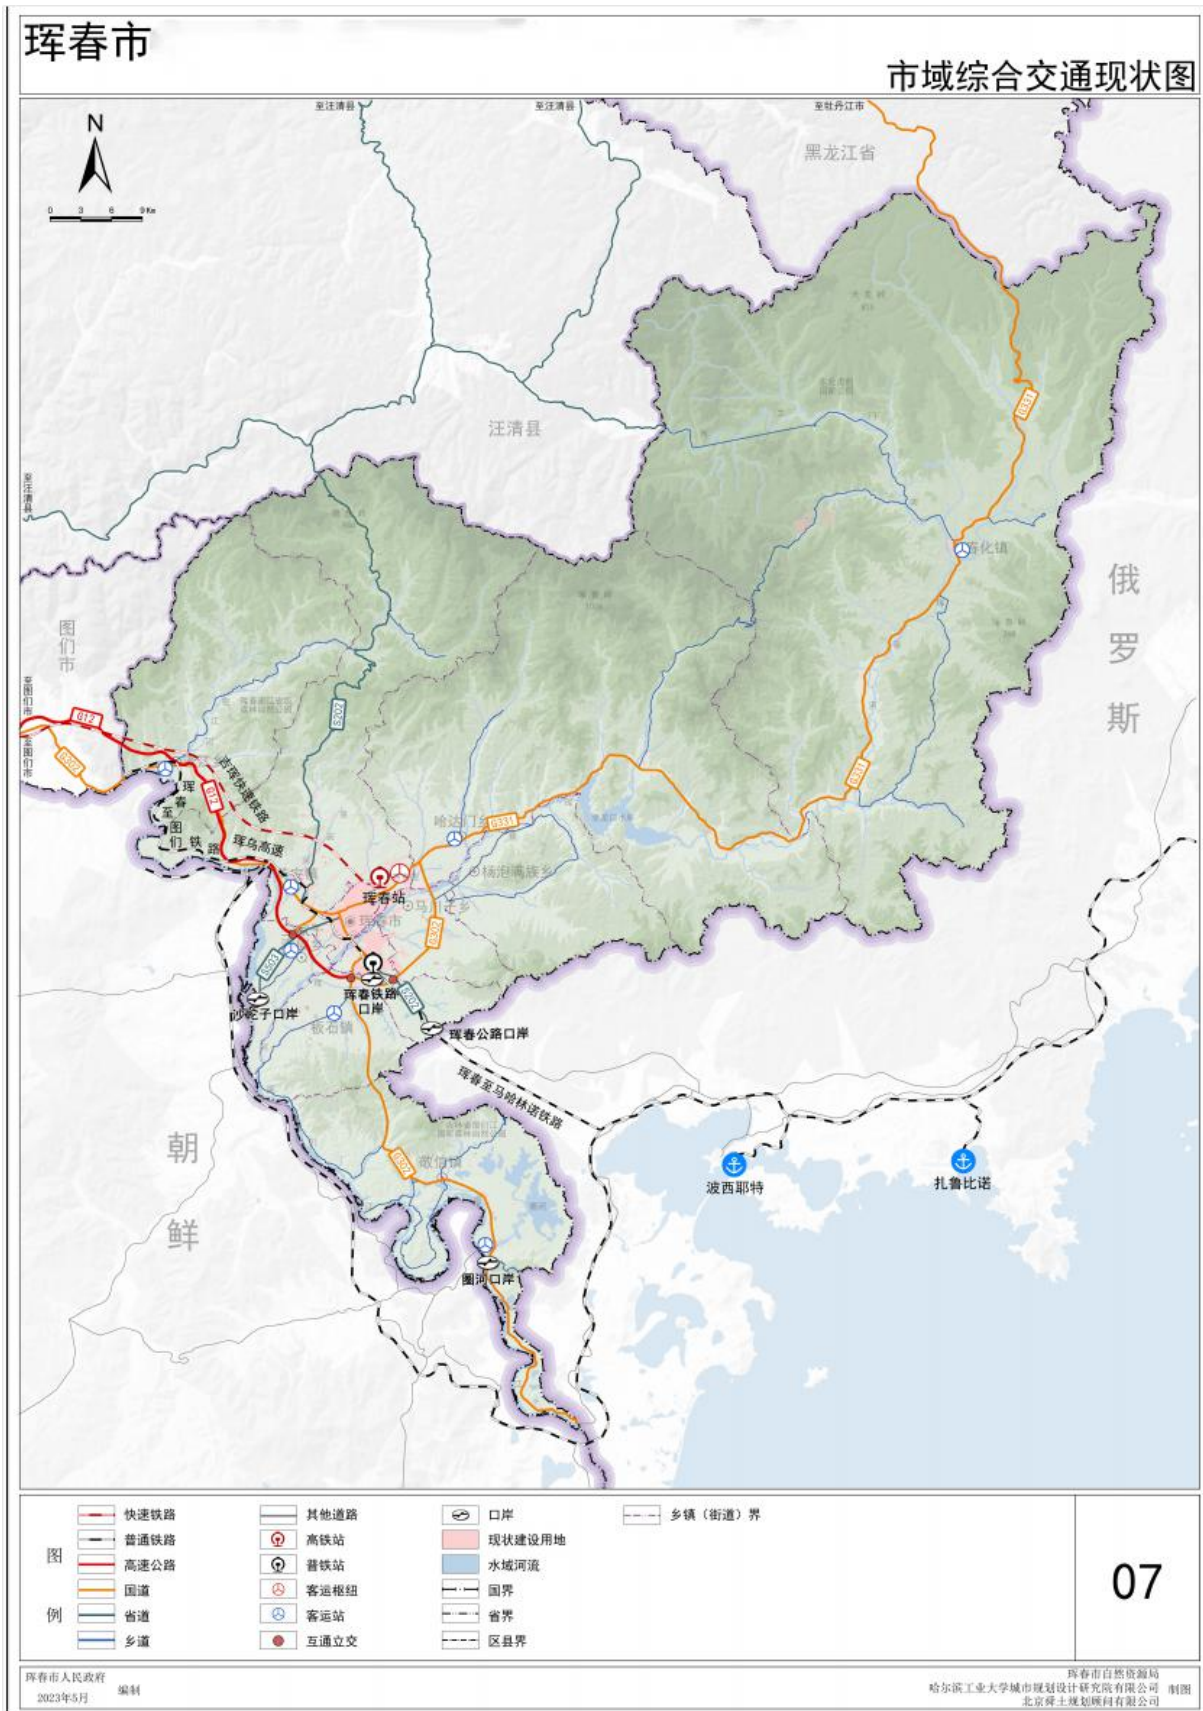 珲春市
市域综合交通现状图
至汪清县
至汪清县
至牡丹江市
黑龙江省
N
0 3 6 9Km
汪清县
至汪清县
G331
俄罗斯
图们市
春化镇
至图们市
G12
S202
至图们市
G302
吉珲快速铁路
G12
珲春至图们铁路
珲乌高速
哈达门乡
G331
G331
杨泡满族乡
珲春站
马川子乡
珲春市
G302
S503
S202
珲春铁路
口岸
沙坨子口岸
板石镇
珲春公路口岸
珲春至马哈林诺铁路
朝鲜
敬信镇
G302
波西耶特
扎鲁比诺
圈河口岸
图例
快速铁路
普通铁路
高速公路
国道
省道
乡道
其他道路
高铁站
普铁站
客运枢纽
客运站
互通立交
口岸
现状建设用地
水域河流
国界
省界
区县界
乡镇（街道）界
07
珲春市人民政府
2023年5月
编制
珲春市自然资源局
哈尔滨工业大学城市规划设计研究院有限公司
北京舜土规划顾问有限公司
制图